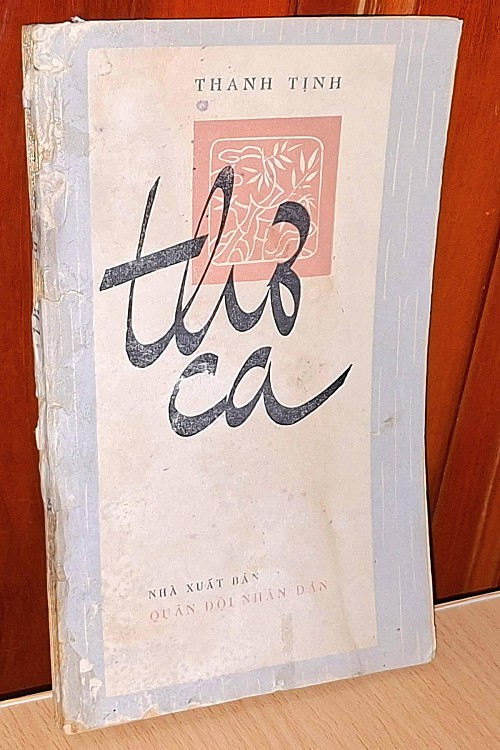 THANH TỊNH
thơ
ca
NHÀ XUẤT BẢN
QUÂN ĐỘI NHÂN DÂN